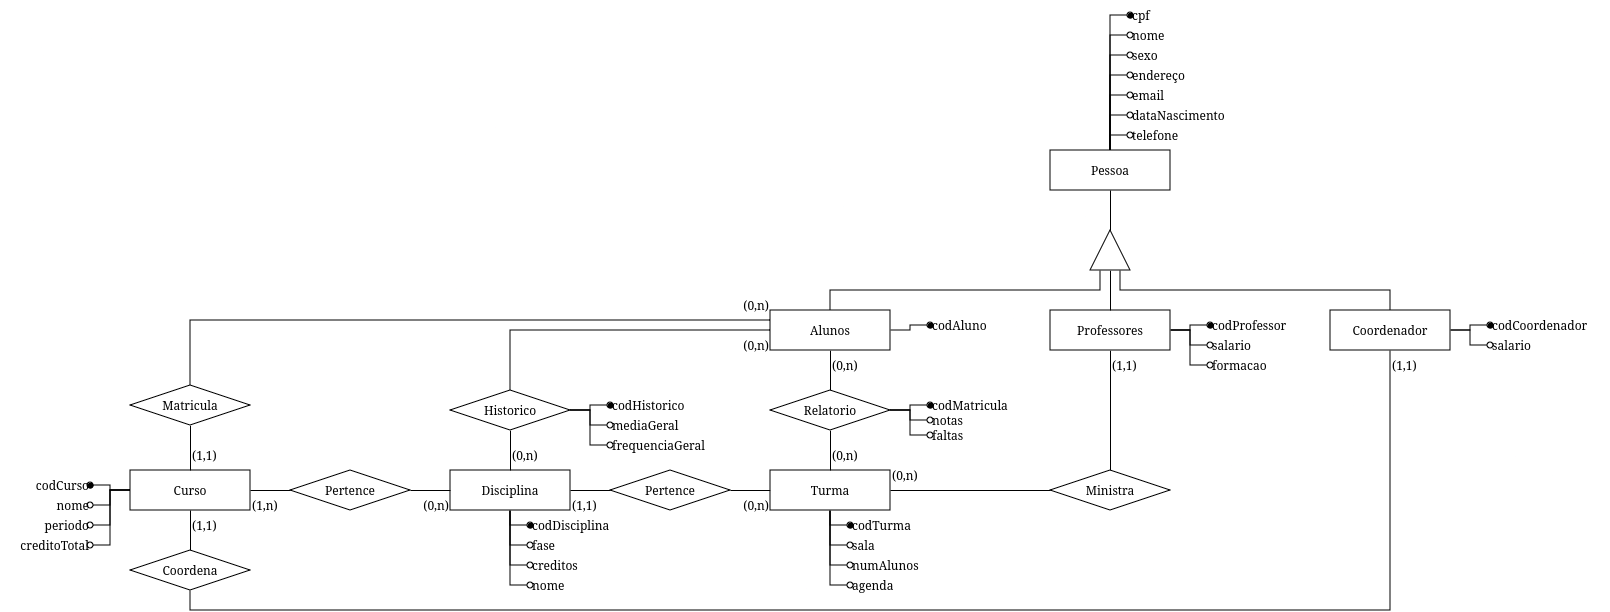 cpf
nome
sexo
endereço
email
dataNascimento
telefone
Pessoa
(0,n)
Alunos
codAluno
Professores
codProfessor
salario
formacao
Coordenador
codCoordenador
salario
(0,n)
(0,n)
(1,1)
(1,1)
Matricula
Historico
codHistorico
mediaGeral
frequenciaGeral
Relatorio
codMatricula
notas
faltas
(1,1)
(0,n)
(0,n)
(0,n)
codCurso
nome
periodo
creditoTotal
Curso
(1,n)
Pertence
(0,n)
Disciplina
(1,1)
Pertence
(0,n)
Turma
Ministra
(1,1)
codDisciplina
fase
creditos
nome
codTurma
sala
numAlunos
agenda
Coordena